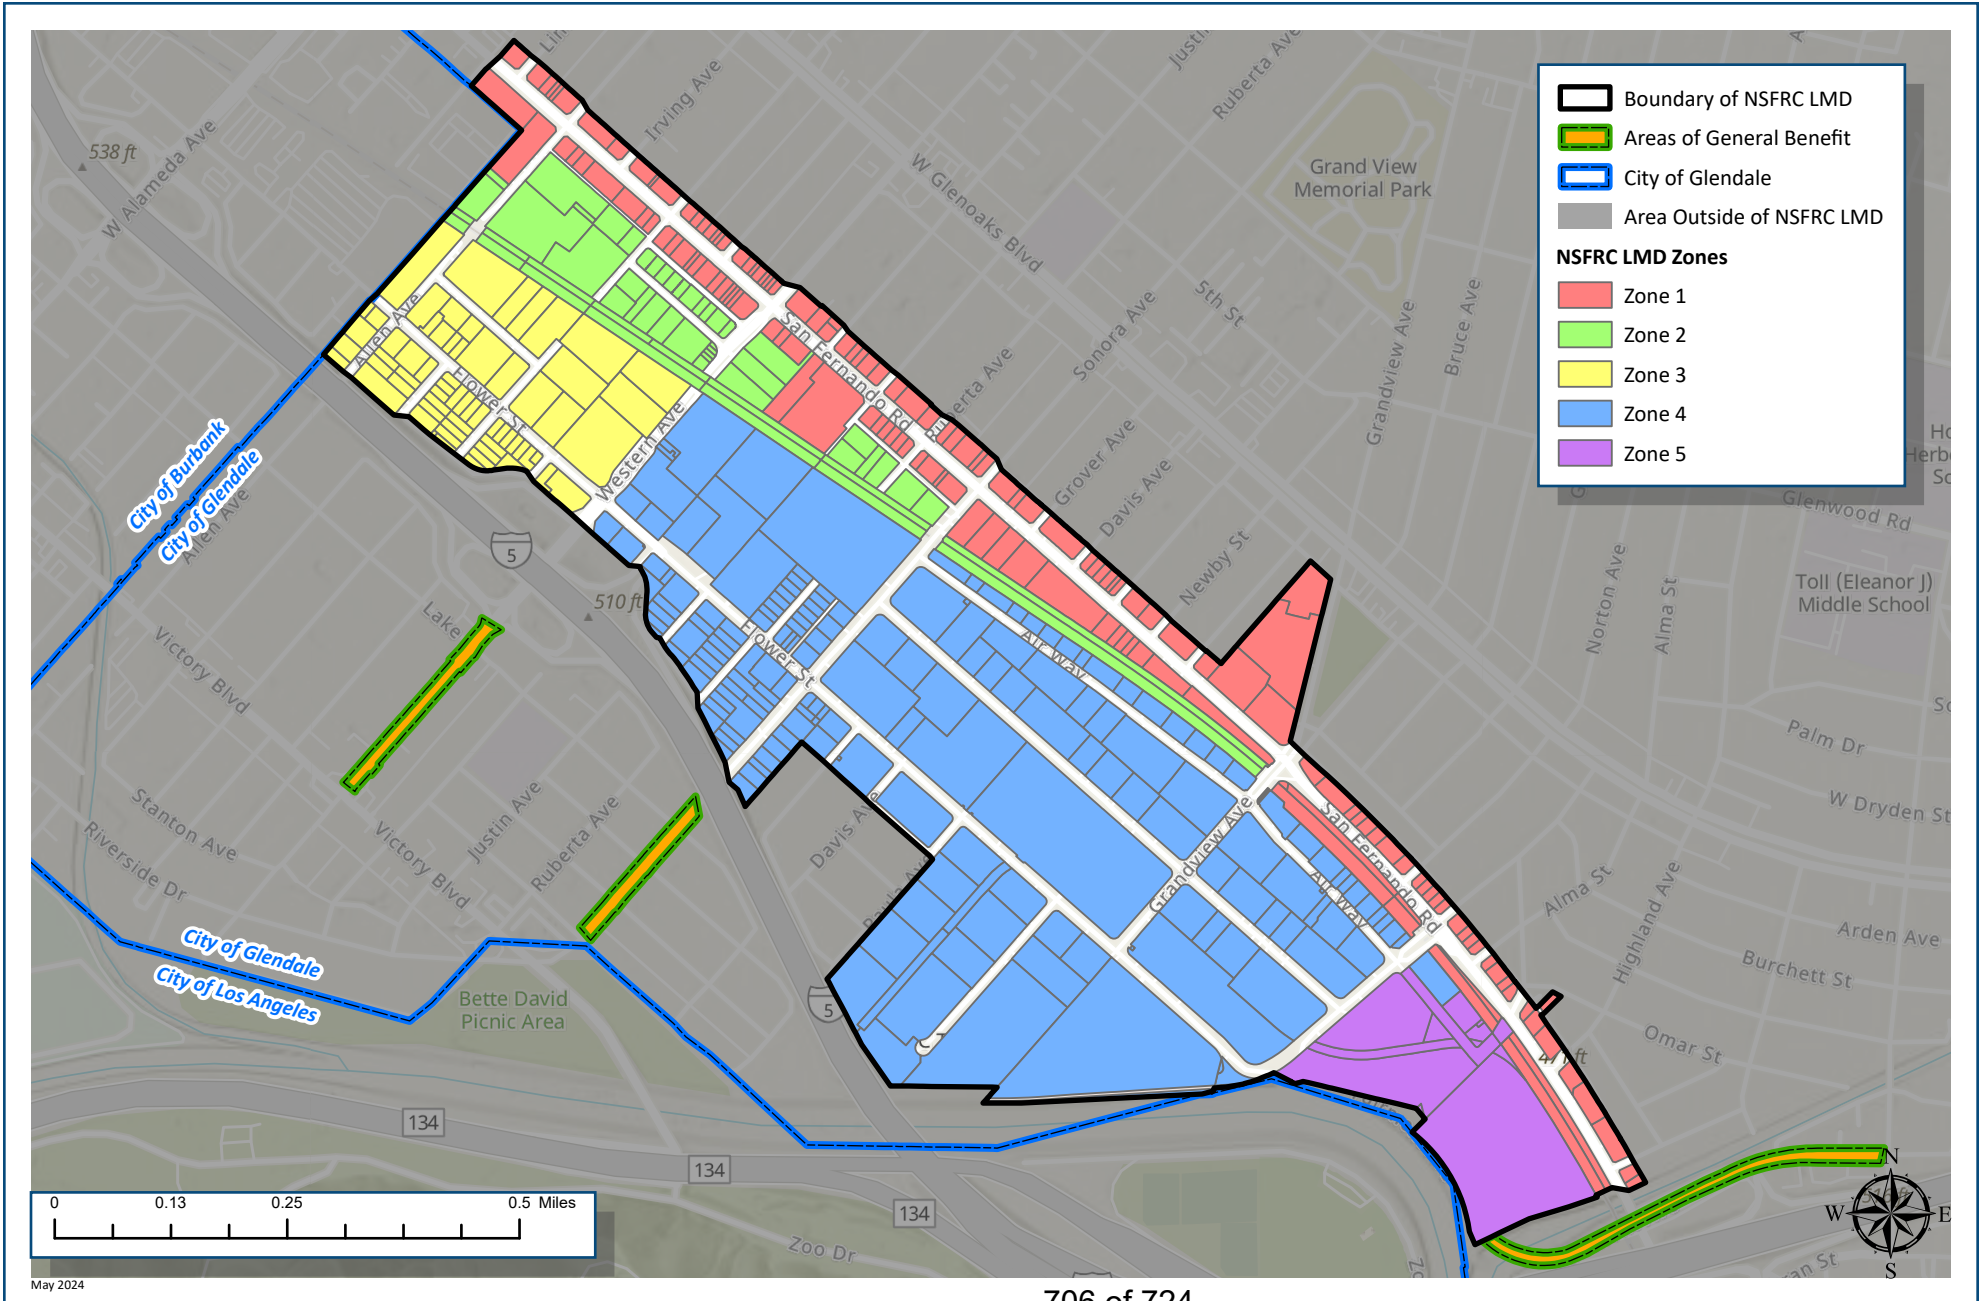 Boundary of NSFRC LMD
Areas of General Benefit
City of Glendale
Area Outside of NSFRC LMD
NSFRC LMD Zones
Zone 1
Zone 2
Zone 3
Zone 4
Zone 5
538 ft
W Alameda Ave
Irving Ave
Ruberta Ave
W Glenoaks Blvd
Grand View
Memorial Park
5th St
Sonora Ave
Grandview Ave
Bruce Ave
Ruberta Ave
Grover Ave
Davis Ave
Newby St
Glenwood Rd
Norton Ave
Alma St
Toll (Eleanor J)
Middle School
Palm Dr
W Dryden St
Alma St
Highland Ave
Arden Ave
Burchett St
Omar St
San Fernando Rd
Allen Ave
Flower St
Western Ave
City of Burbank
City of Glendale
Allen Ave
5
510 ft
Lake
Victory Blvd
Flower St
Air Way
Grandview Ave
San Fernando Rd
Air Way
Davis Ave
Stanton Ave
Riverside Dr
Victory Blvd
Justin Ave
Ruberta Ave
City of Glendale
City of Los Angeles
Bette David
Picnic Area
5
134
134
134
Zoo Dr
0 0.13 0.25 0.5 Miles
N
W E
S
May 2024
706 of 724